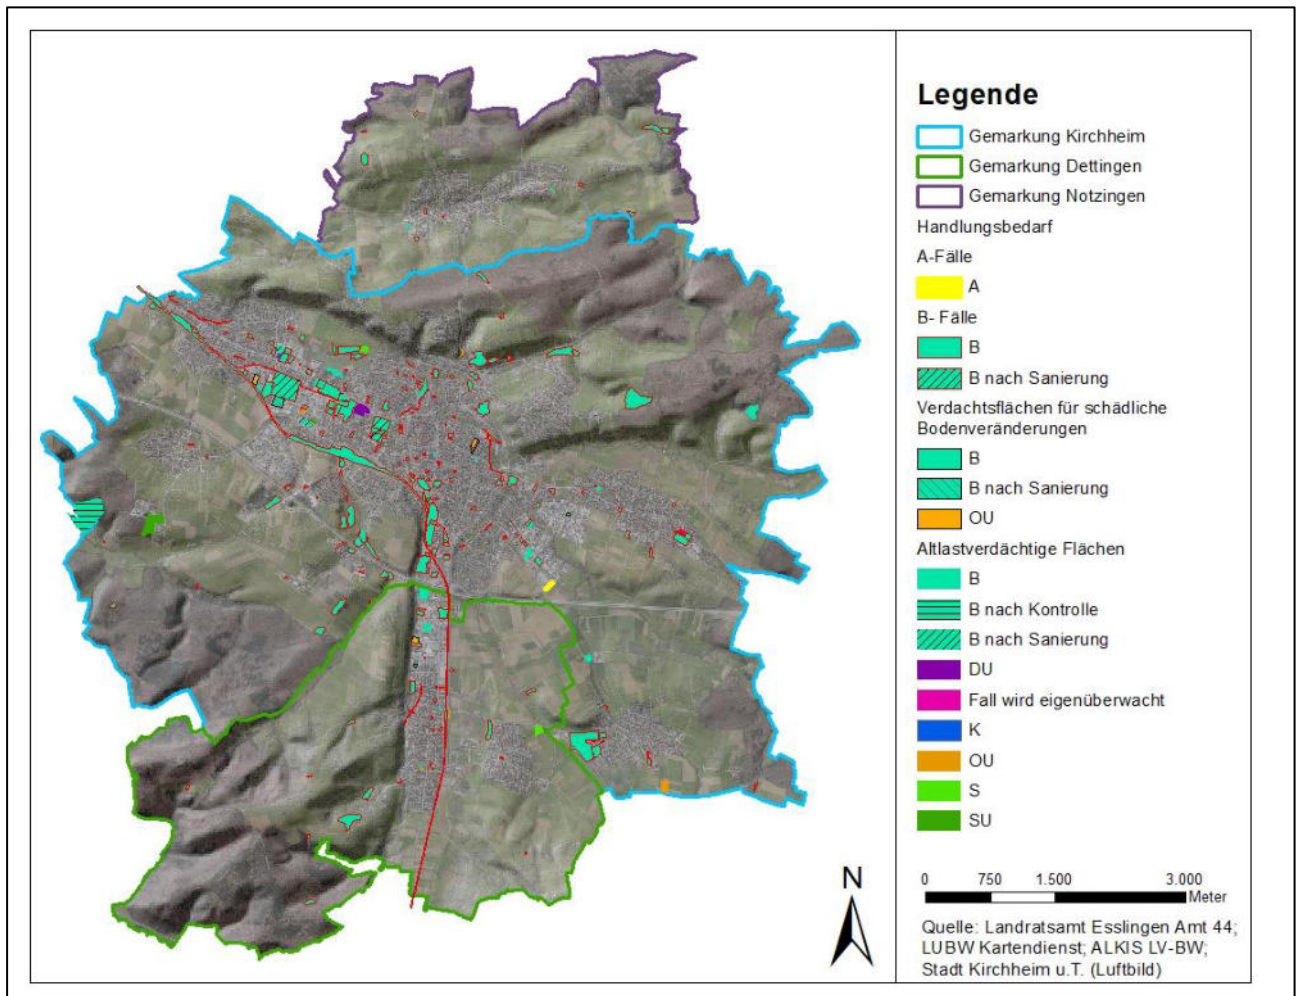 Legende
Gemarkung Kirchheim
Gemarkung Dettingen
Gemarkung Notzingen
Handlungsbedarf
A-Fälle
A
B- Fälle
B
B nach Sanierung
Verdachtsflächen für schädliche
Bodenveränderungen
B
B nach Sanierung
OU
Altlastverdächtige Flächen
B
B nach Kontrolle
B nach Sanierung
DU
Fall wird eigenüberwacht
K
OU
S
SU
N
0 750 1.500 3.000
Meter
Quelle: Landratsamt Esslingen Amt 44;
LUBW Kartendienst; ALKIS LV-BW;
Stadt Kirchheim u.T. (Luftbild)